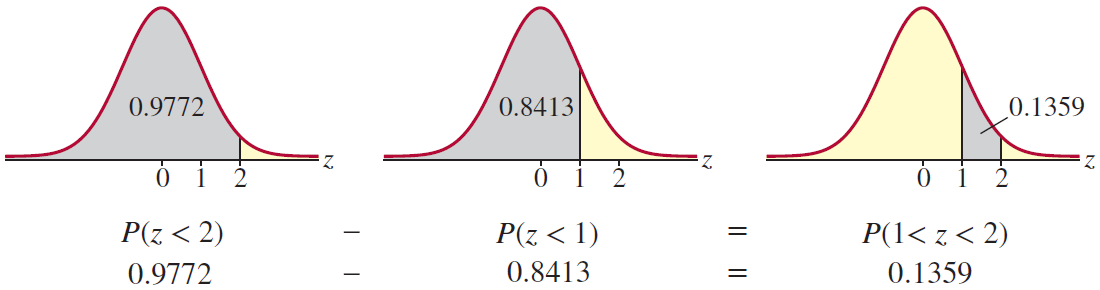 0.9772
0 1 2 z
0.8413
0 1 2 z
0.1359
0 1 2 z
P(z < 2) – P(z < 1) = P(1< z < 2)
0.9772 – 0.8413 = 0.1359